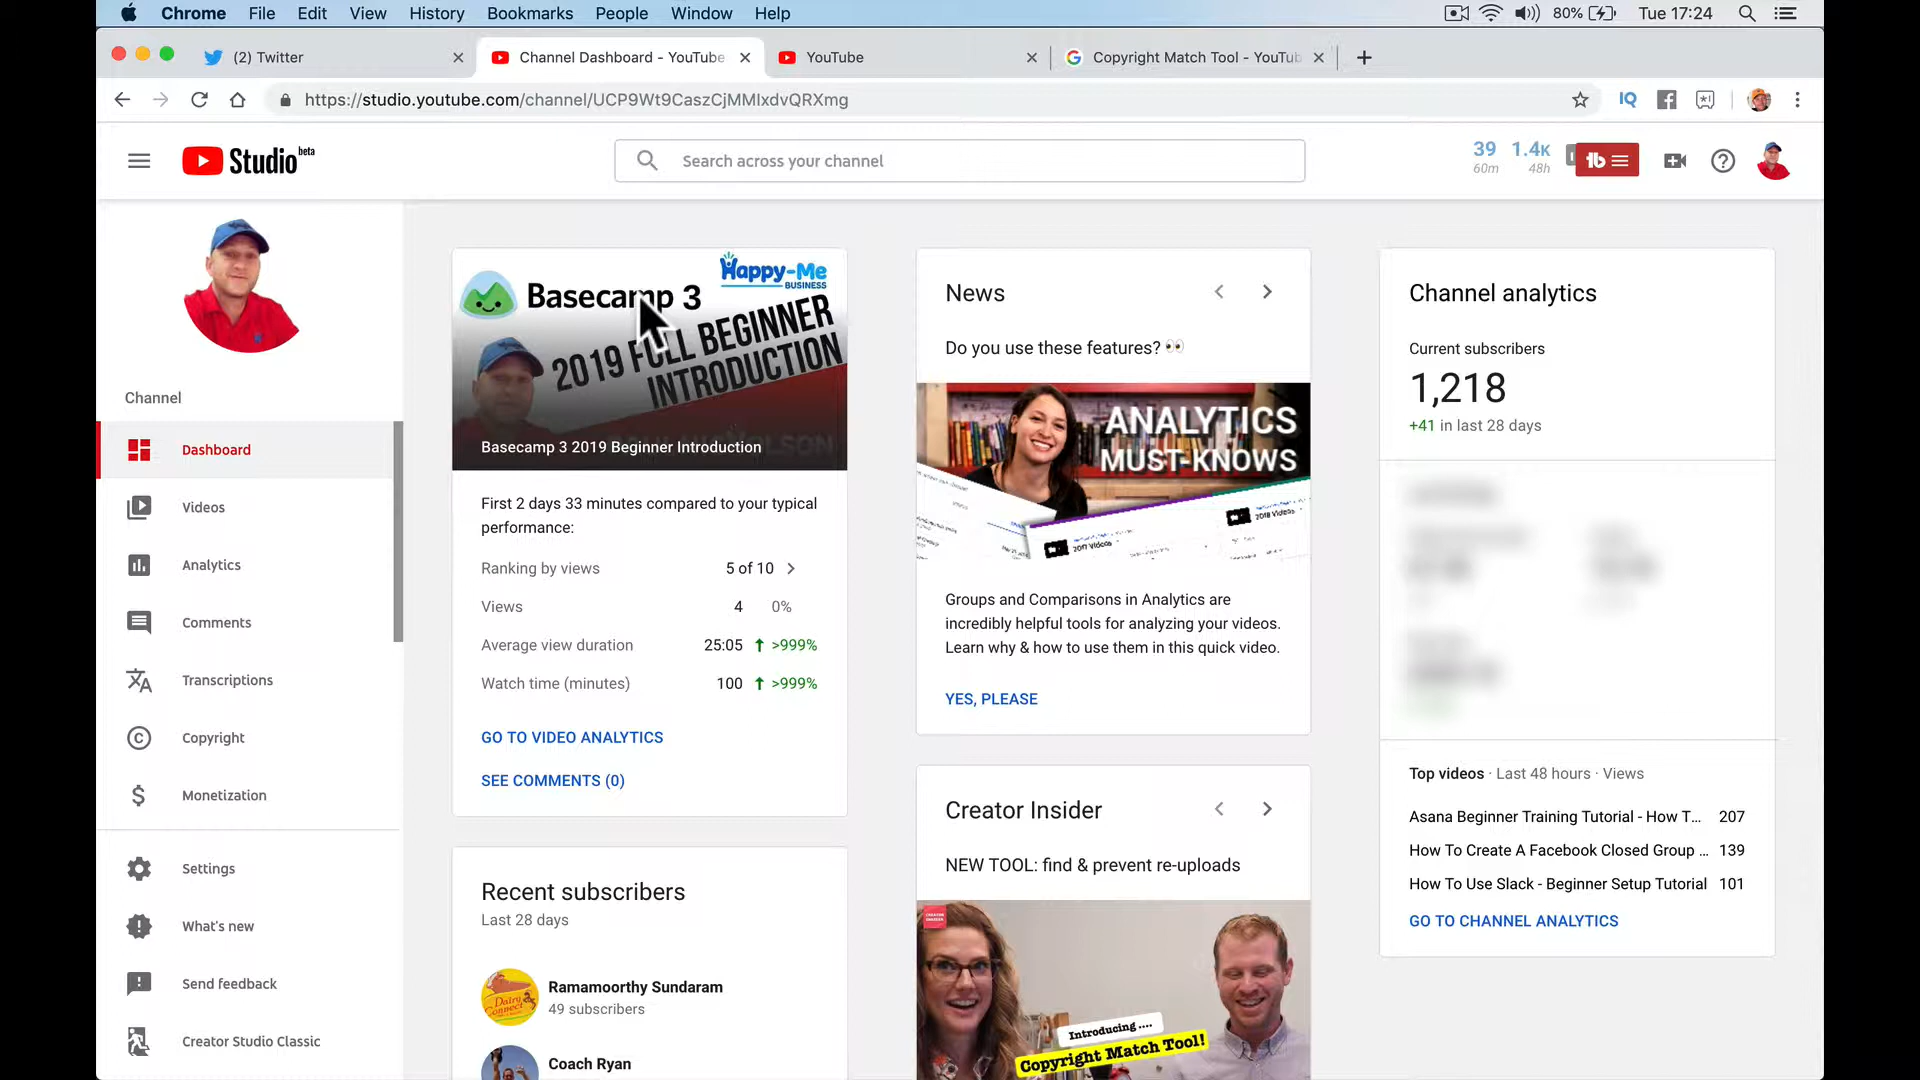 Chrome File Edit View History Bookmarks People Window Help 80% Tue 17:24
(2) Twitter
Channel Dashboard - YouTube
YouTube
Copyright Match Tool - YouTub
https://studio.youtube.com/channel/UCP9Wt9CaszCjMMIxdvQRXmg
IQ
Studio beta
Search across your channel
39 60m
1.4K 48h
tb
Channel
Dashboard
Videos
Analytics
Comments
Transcriptions
Copyright
Monetization
Settings
What's new
Send feedback
Creator Studio Classic
Happy-Me
BUSINESS
Basecamp 3
2019 FULL BEGINNER
INTRODUCTION
Basecamp 3 2019 Beginner Introduction
First 2 days 33 minutes compared to your typical
performance:
Ranking by views 5 of 10
Views 4 0%
Average view duration 25:05 >999%
Watch time (minutes) 100 >999%
GO TO VIDEO ANALYTICS
SEE COMMENTS (0)
Recent subscribers
Last 28 days
Dairy
Connect
Ramamoorthy Sundaram
49 subscribers
Coach Ryan
News
Do you use these features? 👀
ANALYTICS
MUST-KNOWS
2017 Videos
2018 Videos
Groups and Comparisons in Analytics are
incredibly helpful tools for analyzing your videos.
Learn why & how to use them in this quick video.
YES, PLEASE
Creator Insider
NEW TOOL: find & prevent re-uploads
CREATOR
INSIDER
Introducing ....
Copyright Match Tool!
Channel analytics
Current subscribers
1,218
+41 in last 28 days
Top videos · Last 48 hours · Views
Asana Beginner Training Tutorial - How T... 207
How To Create A Facebook Closed Group ... 139
How To Use Slack - Beginner Setup Tutorial 101
GO TO CHANNEL ANALYTICS